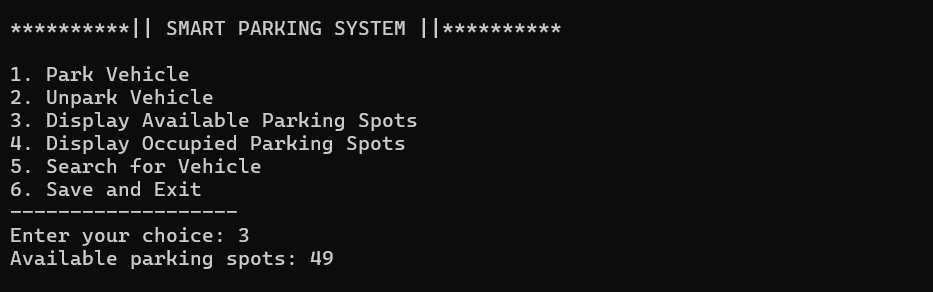 **********|| SMART PARKING SYSTEM ||**********
1. Park Vehicle
2. Unpark Vehicle
3. Display Available Parking Spots
4. Display Occupied Parking Spots
5. Search for Vehicle
6. Save and Exit
-------------------
Enter your choice: 3
Available parking spots: 49